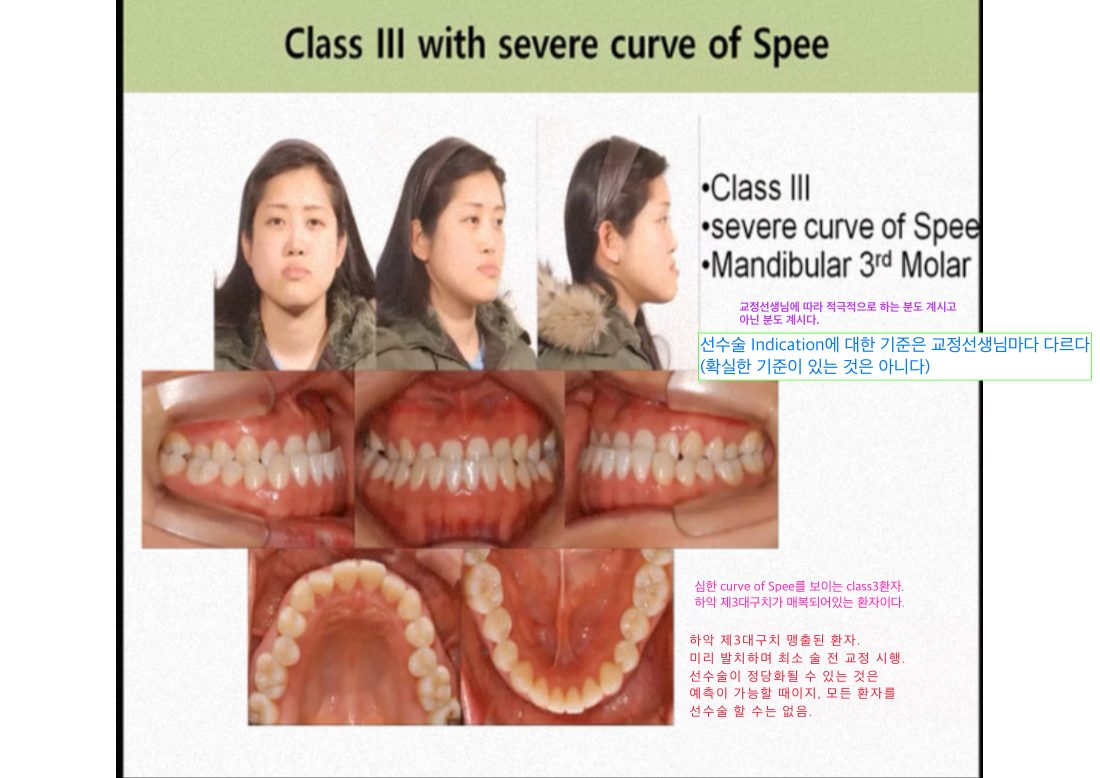 Class III with severe curve of Spee
•Class III
•severe curve of Spee
•Mandibular 3rd Molar
교정선생님에 따라 적극적으로 하는 분도 계시고
아닌 분도 계시다.
선수술 Indication에 대한 기준은 교정선생님마다 다르다
(확실한 기준이 있는 것은 아니다)
심한 curve of Spee를 보이는 class3환자.
하악 제3대구치가 매복되어있는 환자이다.
하악 제3대구치 맹출된 환자.
미리 발치하며 최소 술 전 교정 시행.
선수술이 정당화될 수 있는 것은
예측이 가능할 때이지, 모든 환자를
선수술 할 수는 없음.